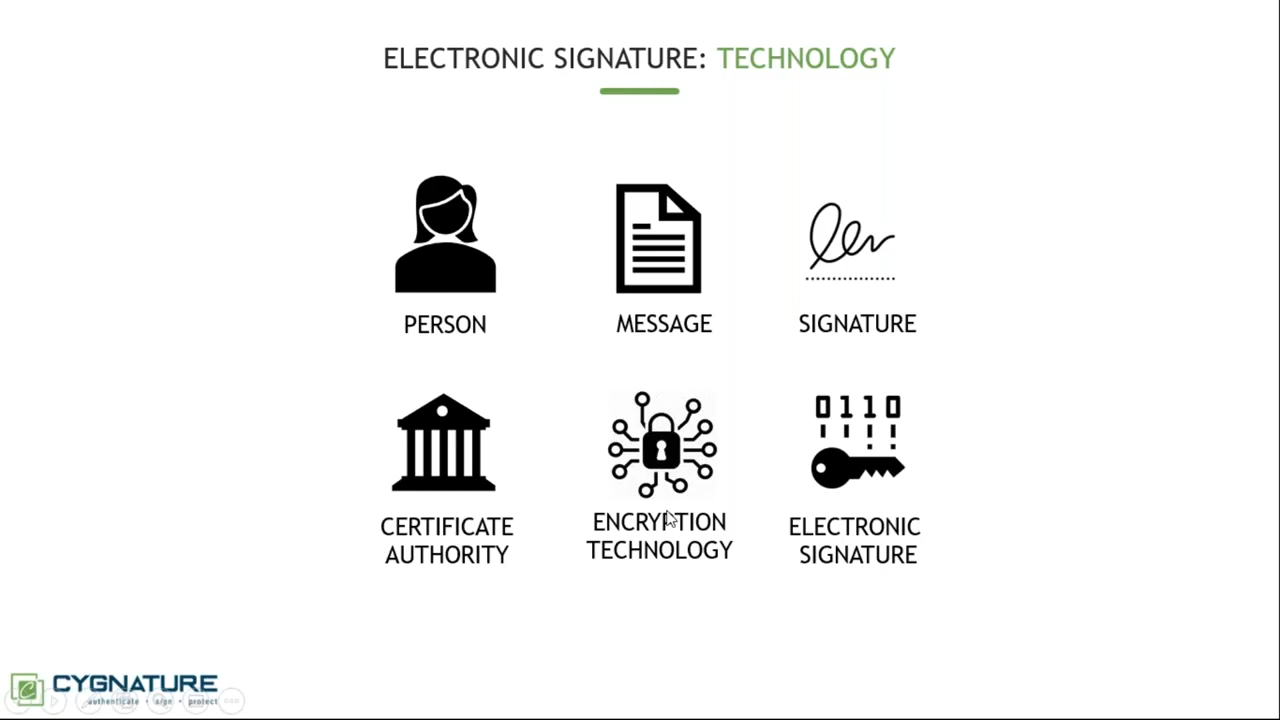 ELECTRONIC SIGNATURE: TECHNOLOGY
PERSON
MESSAGE
SIGNATURE
0110
CERTIFICATE
AUTHORITY
ENCRYPTION
TECHNOLOGY
ELECTRONIC
SIGNATURE
CYGNATURE
authenticate • sign • protect